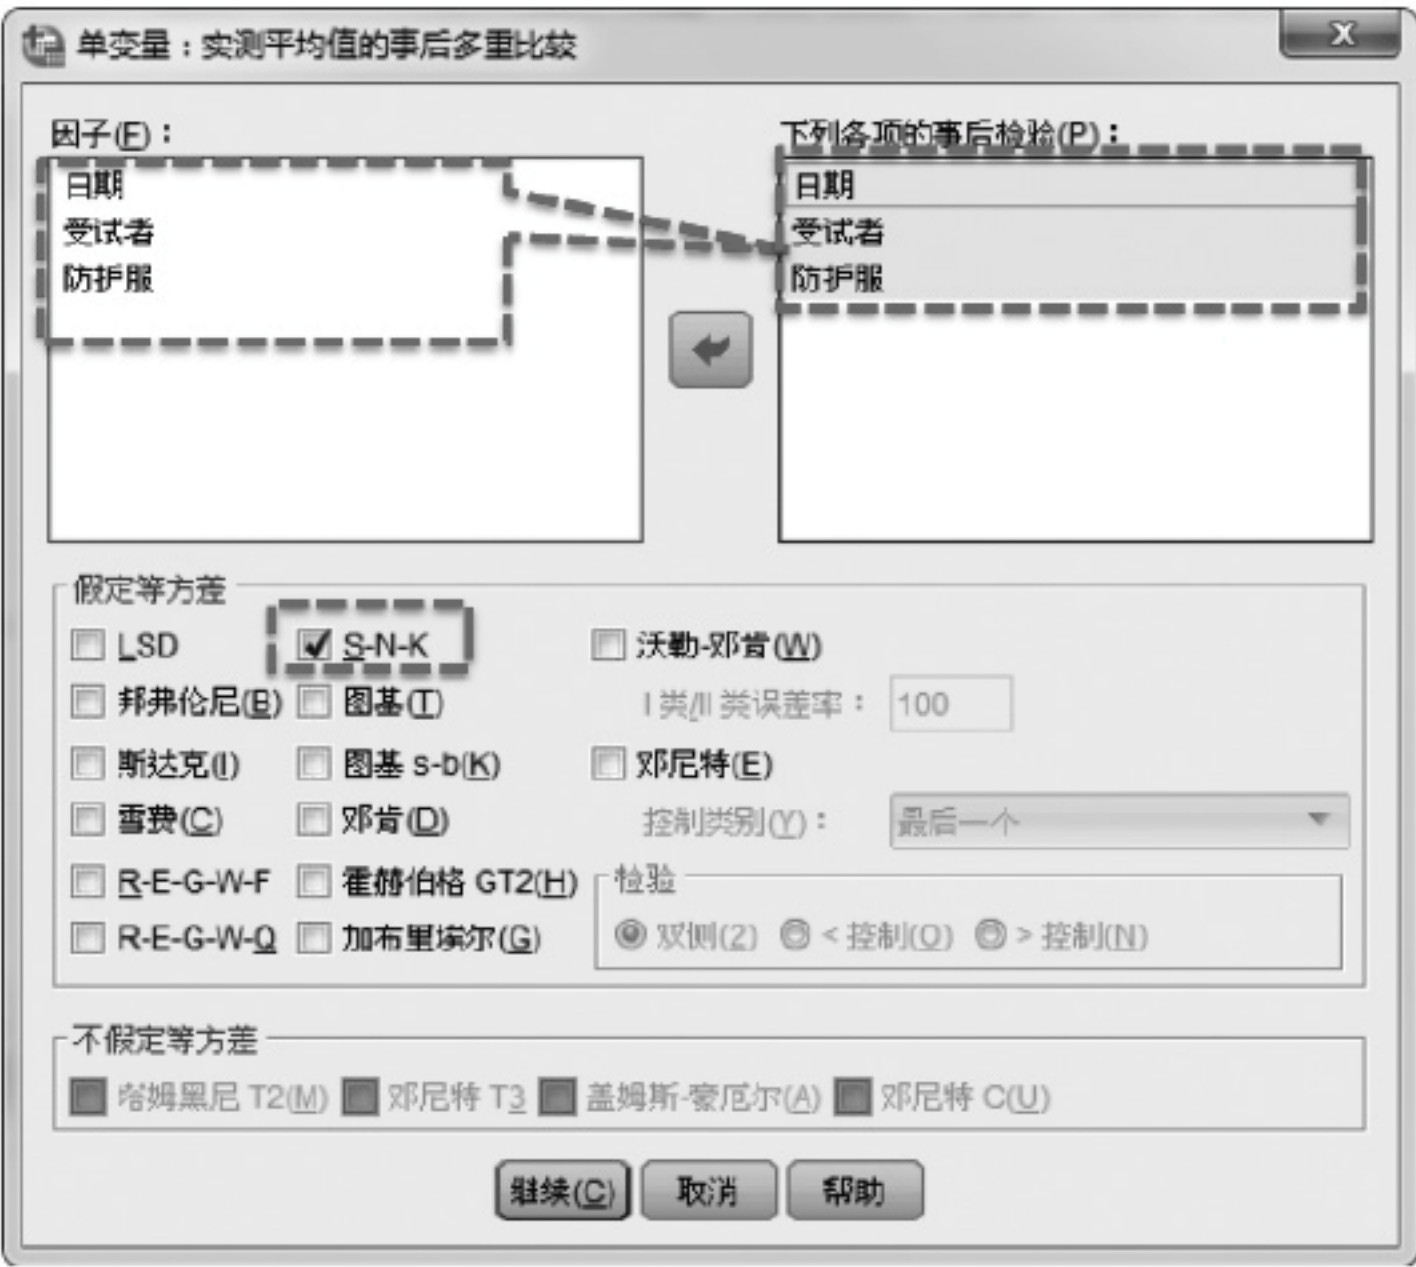 单变量：实测平均值的事后多重比较
X
因子(F)：
下列各项的事后检验(P)：
日期
受试者
防护服
日期
受试者
防护服
假定等方差
LSD
S-N-K
沃勒-邓肯(W)
邦弗伦尼(B)
图基(T)
I 类/II 类误差率：
100
斯达克(I)
图基 s-b(K)
邓尼特(E)
雪费(C)
邓肯(D)
控制类别(Y)：
最后一个
R-E-G-W-F
霍赫伯格 GT2(H)
检验
R-E-G-W-Q
加布里埃尔(G)
双侧(2)
< 控制(O)
> 控制(N)
不假定等方差
塔姆黑尼 T2(M)
邓尼特 T3
盖姆斯-豪厄尔(A)
邓尼特 C(U)
继续(C)
取消
帮助